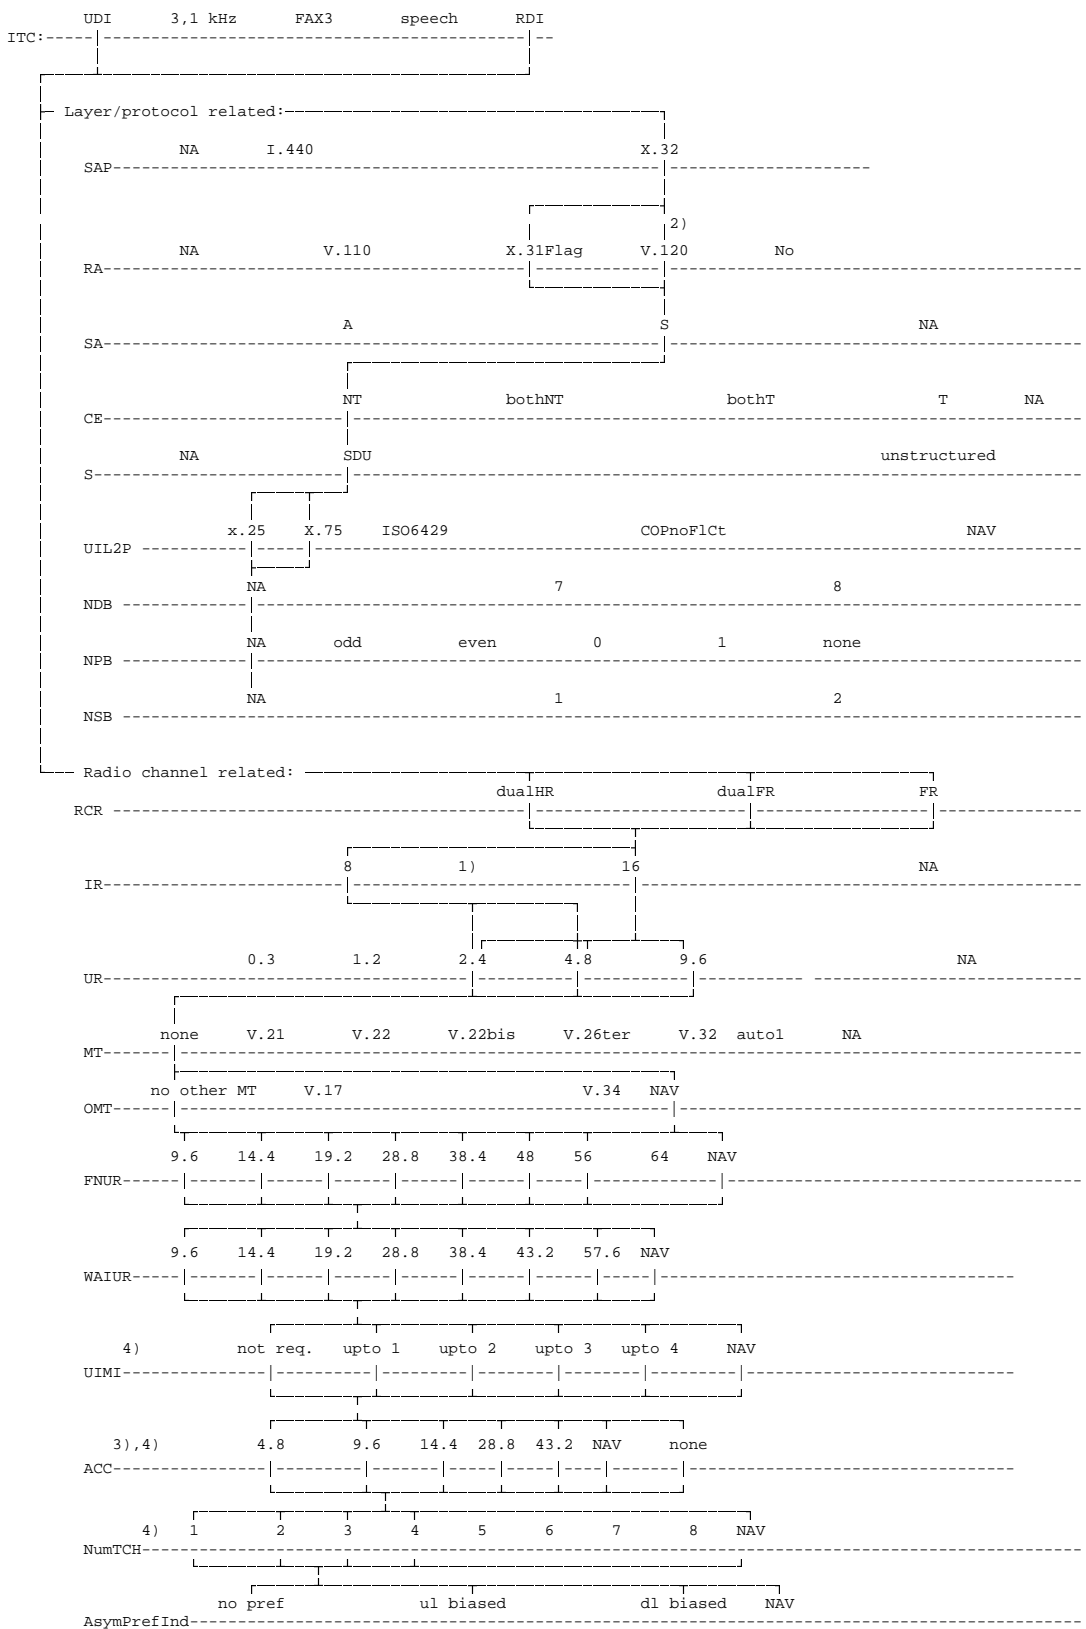 UDI 3,1 kHz FAX3 speech RDI
ITC:
Layer/protocol related:
NA I.440 X.32
SAP
2)
NA V.110 X.31Flag V.120 No
RA
A S NA
SA
NT bothNT bothT T NA
CE
NA SDU unstructured
S
x.25 X.75 ISO6429 COPnoFlCt NAV
UIL2P
NA 7 8
NDB
NA odd even 0 1 none
NPB
NA 1 2
NSB
Radio channel related:
dualHR dualFR FR
RCR
8 1) 16 NA
IR
0.3 1.2 2.4 4.8 9.6 NA
UR
none V.21 V.22 V.22bis V.26ter V.32 auto1 NA
MT
no other MT V.17 V.34 NAV
OMT
9.6 14.4 19.2 28.8 38.4 48 56 64 NAV
FNUR
9.6 14.4 19.2 28.8 38.4 43.2 57.6 NAV
WAIUR
4) not req. upto 1 upto 2 upto 3 upto 4 NAV
UIMI
3),4) 4.8 9.6 14.4 28.8 43.2 NAV none
ACC
4) 1 2 3 4 5 6 7 8 NAV
NumTCH
no pref ul biased dl biased NAV
AsymPrefInd